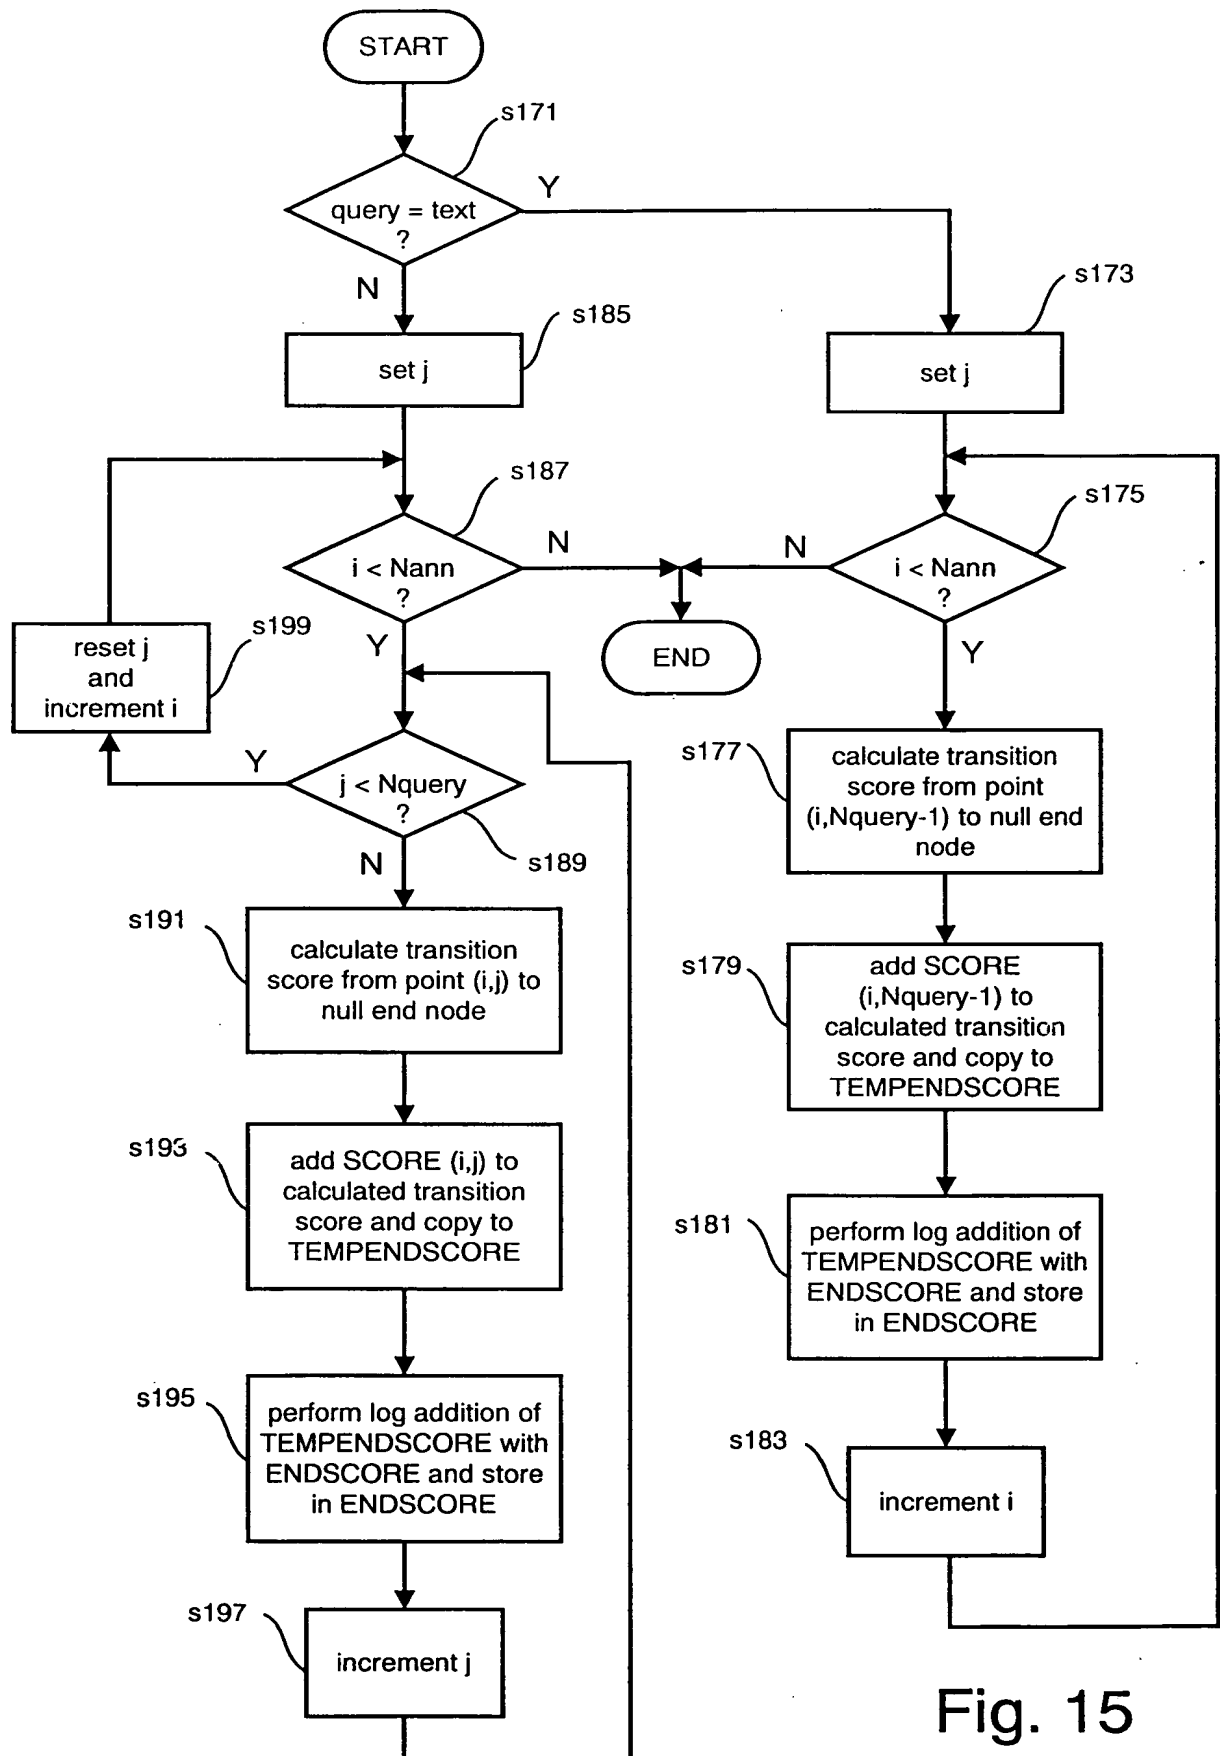 START
s171
query = text
?
Y
N
s185
set j
s173
set j
s187
i < Nann
?
N
Y
s175
i < Nann
?
N
Y
END
s199
reset j
and
increment i
Y
j < Nquery
?
s189
N
s177
calculate transition
score from point
(i,Nquery-1) to null end
node
s191
calculate transition
score from point (i,j) to
null end node
s179
add SCORE
(i,Nquery-1) to
calculated transition
score and copy to
TEMPENDSCORE
s193
add SCORE (i,j) to
calculated transition
score and copy to
TEMPENDSCORE
s181
perform log addition of
TEMPENDSCORE with
ENDSCORE and store
in ENDSCORE
s195
perform log addition of
TEMPENDSCORE with
ENDSCORE and store
in ENDSCORE
s183
increment i
s197
increment j
Fig. 15